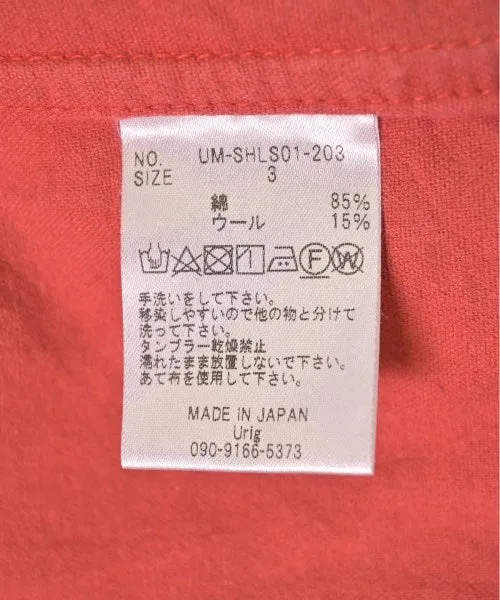 NO. UM-SHLS01-203
SIZE 3
綿 85%
ウール 15%
F W
手洗いをして下さい。
移染しやすいので他の物と分けて
洗って下さい。
タンブラー乾燥禁止
濡れたまま放置しないで下さい。
あて布を使用して下さい。
MADE IN JAPAN
Urig
090-9166-5373